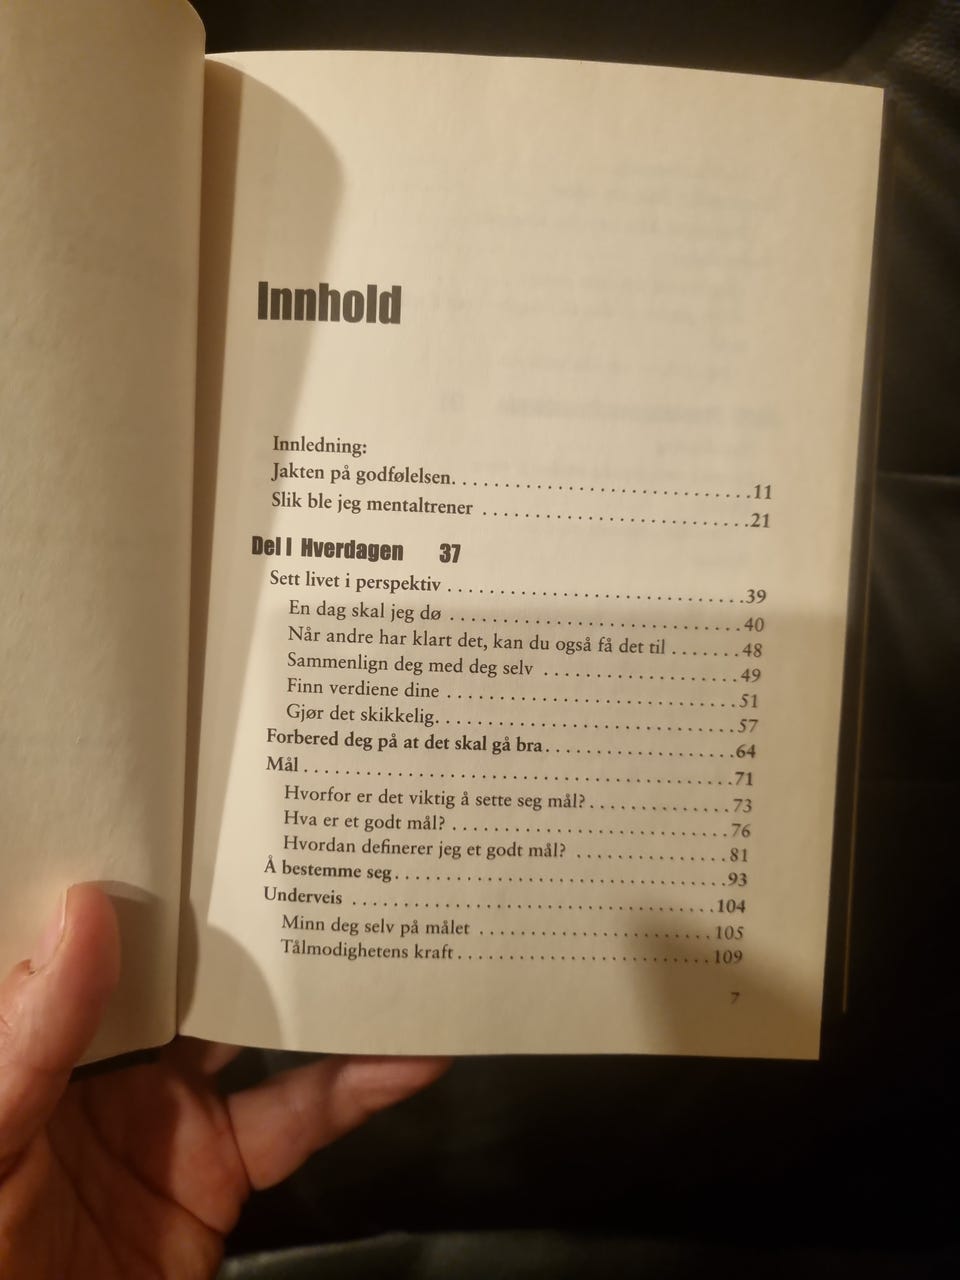 Innhold
Innledning:
Jakten på godfølelsen. . . . . . . . . . . . . . . . . . . . . . . . . . . .11
Slik ble jeg mentaltrener . . . . . . . . . . . . . . . . . . . . . . . . .21
Del I Hverdagen 37
Sett livet i perspektiv . . . . . . . . . . . . . . . . . . . . . . . . . . . .39
En dag skal jeg dø . . . . . . . . . . . . . . . . . . . . . . . . . . . . 40
Når andre har klart det, kan du også få det til . . . . . . . 48
Sammenlign deg med deg selv . . . . . . . . . . . . . . . . . . . 49
Finn verdiene dine . . . . . . . . . . . . . . . . . . . . . . . . . . . . 51
Gjør det skikkelig. . . . . . . . . . . . . . . . . . . . . . . . . . . . . 57
Forbered deg på at det skal gå bra. . . . . . . . . . . . . . . . . . .64
Mål . . . . . . . . . . . . . . . . . . . . . . . . . . . . . . . . . . . . . . . . .71
Hvorfor er det viktig å sette seg mål?. . . . . . . . . . . . . . 73
Hva er et godt mål? . . . . . . . . . . . . . . . . . . . . . . . . . . . 76
Hvordan definerer jeg et godt mål? . . . . . . . . . . . . . . . 81
Å bestemme seg. . . . . . . . . . . . . . . . . . . . . . . . . . . . . . . .93
Underveis . . . . . . . . . . . . . . . . . . . . . . . . . . . . . . . . . . .104
Minn deg selv på målet . . . . . . . . . . . . . . . . . . . . . . . 105
Tålmodighetens kraft. . . . . . . . . . . . . . . . . . . . . . . . . 109
7